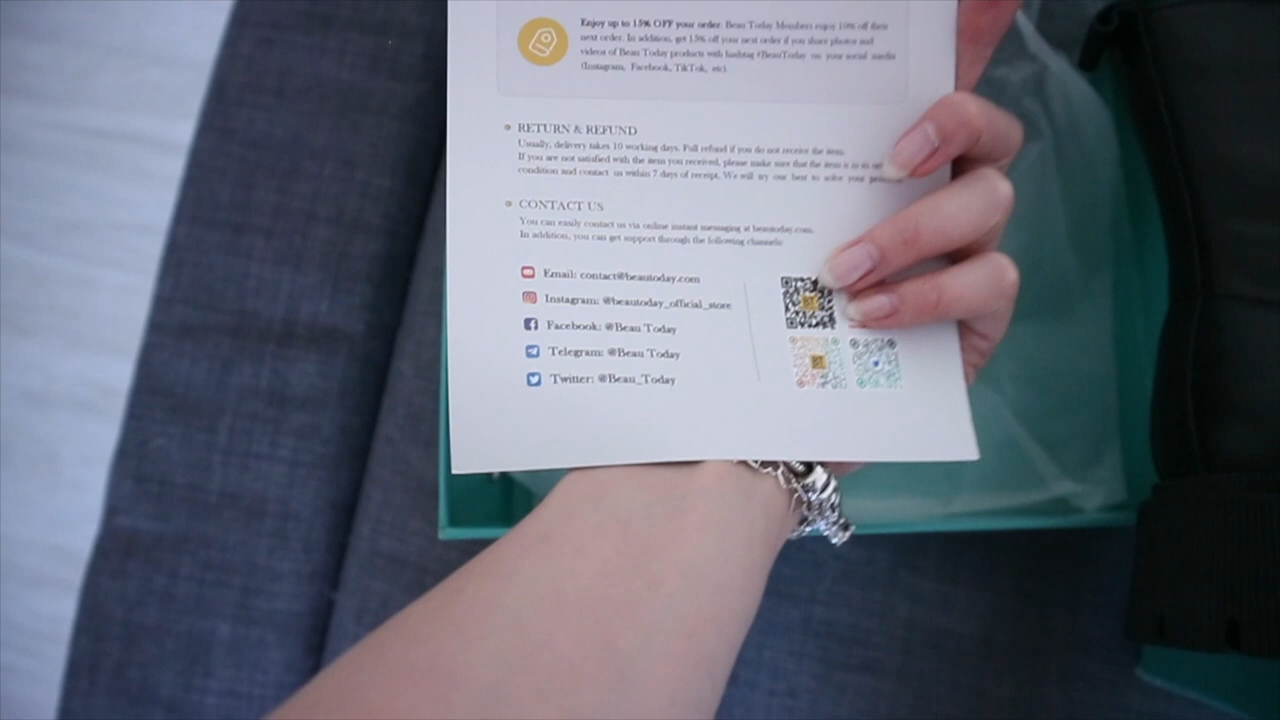 Enjoy up to 15% OFF your order. Beau Today Members enjoy 10% off their
next order. In addition, get 15% off your next order if you share photos and
videos of Beau Today products with hashtag #BeauToday on your social media
(Instagram, Facebook, TikTok, etc).
RETURN & REFUND
Usually, delivery takes 10 working days. Full refund if you do not receive the item.
If you are not satisfied with the item you received, please make sure that the item is in its
condition and contact us within 7 days of receipt. We will try our best to solve your
CONTACT US
You can easily contact us via online instant messaging at beautoday.com.
In addition, you can get support through the following channels:
Email: contact@beautoday.com
Instagram: @beautoday_official_store
Facebook: @Beau Today
Telegram: @Beau Today
Twitter: @Beau_Today